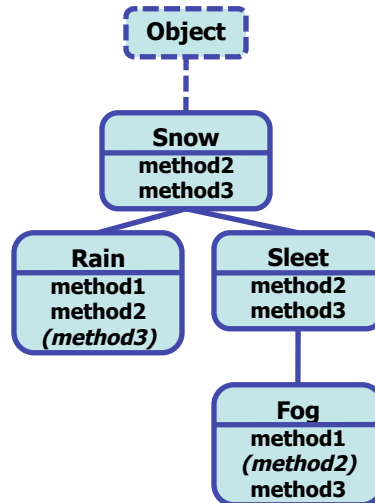 Object
Snow
method2
method3
Rain
method1
method2
(method3)
Sleet
method2
method3
Fog
method1
(method2)
method3